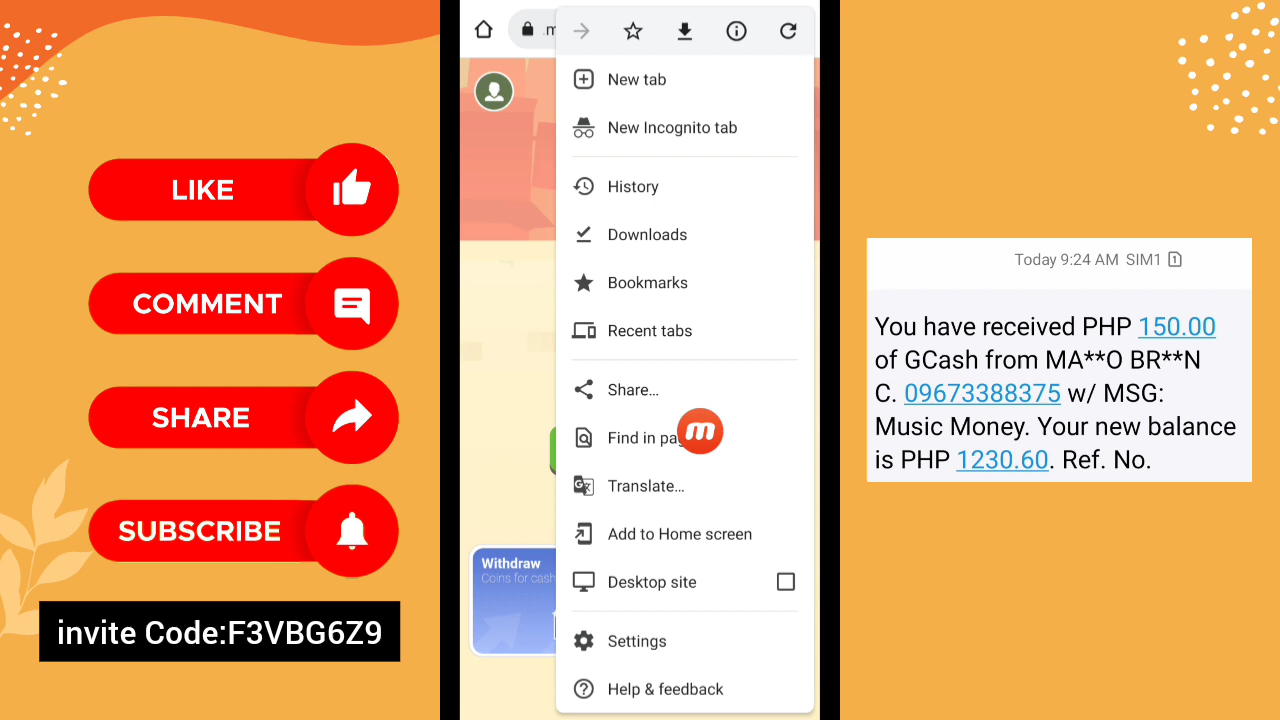 LIKE
COMMENT
SHARE
SUBSCRIBE
invite Code:F3VBG6Z9
New tab
New Incognito tab
History
Downloads
Bookmarks
Recent tabs
Share...
Find in
Translate...
Add to Home screen
Desktop site
Settings
Help & feedback
Withdraw
Coins for cash
Today 9:24 AM SIM1 1
You have received PHP 150.00
of GCash from MA**O BR**N
C. 09673388375 w/ MSG:
Music Money. Your new balance
is PHP 1230.60. Ref. No.